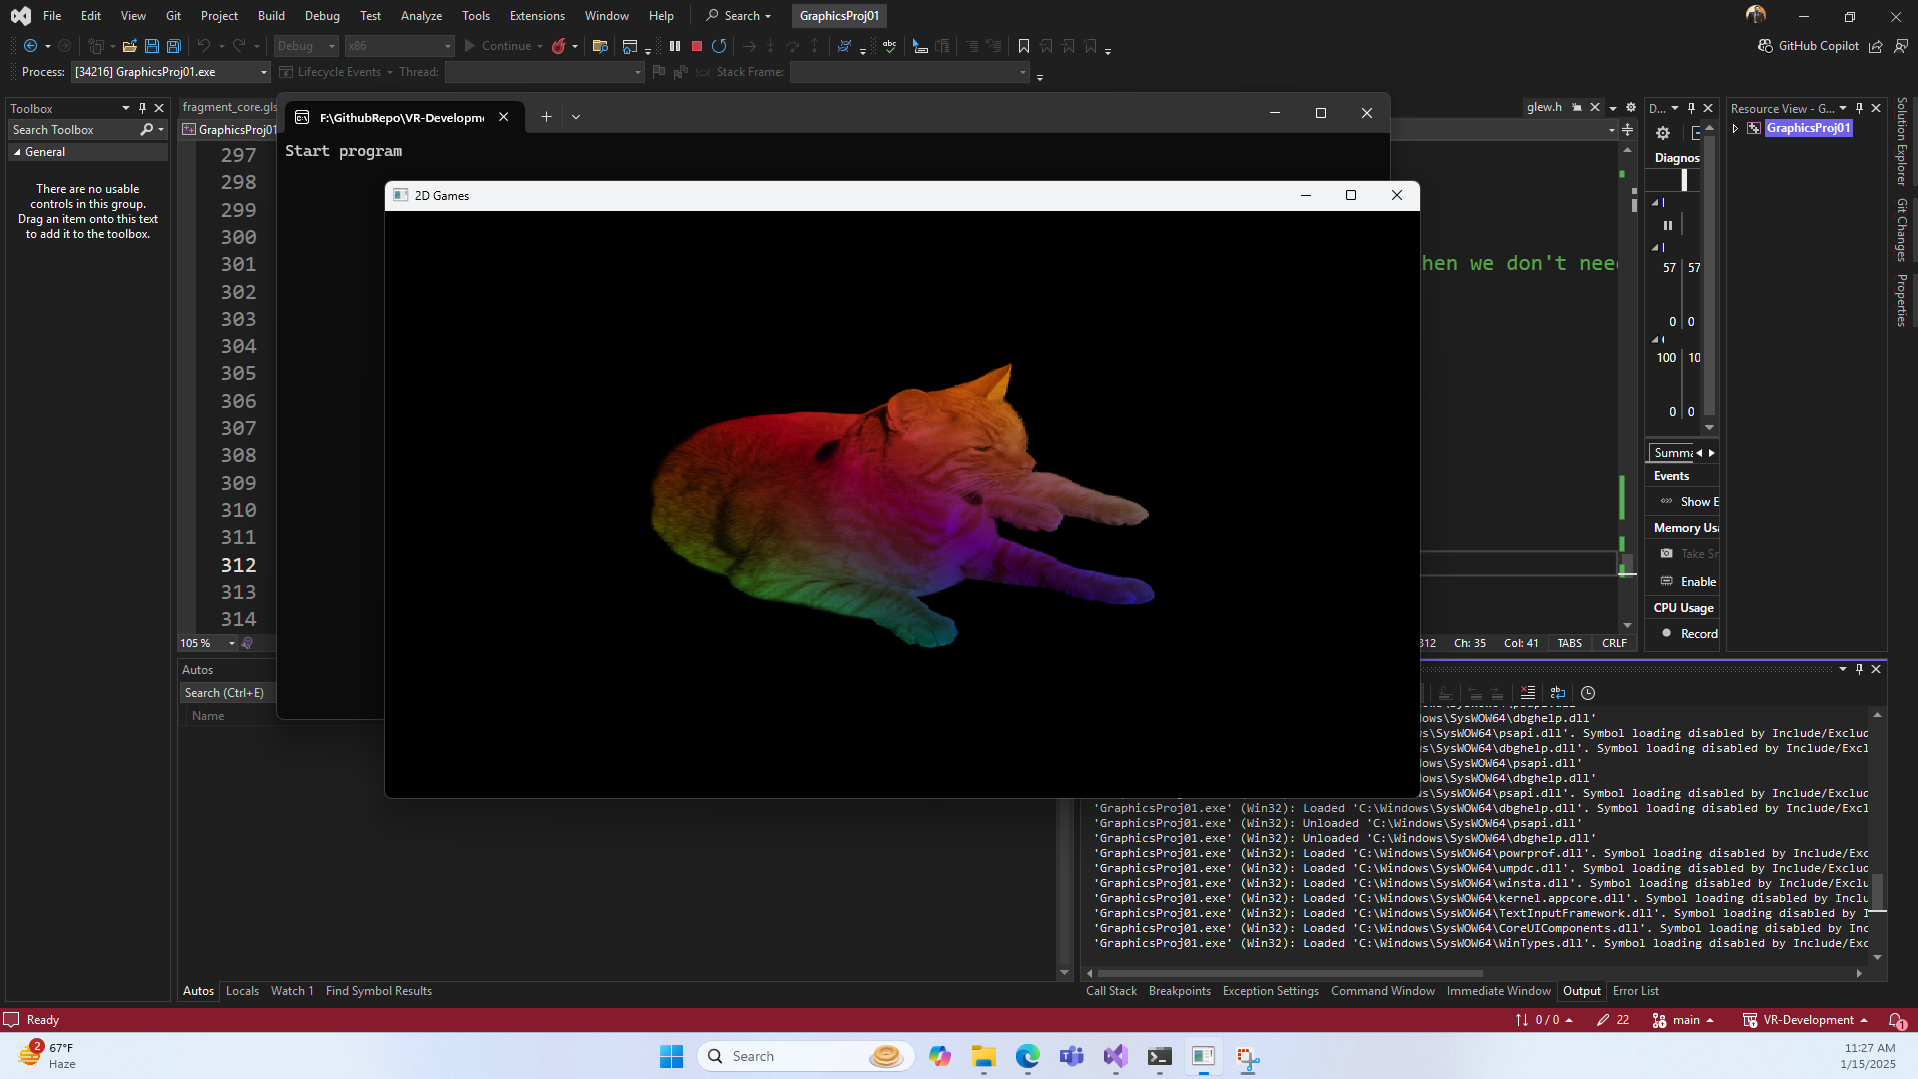 File Edit View Git Project Build Debug Test Analyze Tools Extensions Window Help Search GraphicsProj01
Debug x86 Continue GitHub Copilot
Process: [34216] GraphicsProj01.exe Lifecycle Events Thread: Stack Frame:
Toolbox
Search Toolbox
General
There are no usable
controls in this group.
Drag an item onto this text
to add it to the toolbox.
fragment_core.gls
GraphicsProj01
297
298
299
300
301
302
303
304
305
306
307
308
309
310
311
312
313
314
105 %
F:\GithubRepo\VR-Developm
Start program
2D Games
glew.h
hen we don't nee
312 Ch: 35 Col: 41 TABS CRLF
D...
Diagnos
57 57
0 0
100 10
0 0
Summa
Events
Show E
Memory Usa
Take Sn
Enable
CPU Usage
Record
Resource View - G...
GraphicsProj01
Solution Explorer
Git Changes
Properties
Autos
Search (Ctrl+E)
Name
Autos Locals Watch 1 Find Symbol Results
dows\SysWOW64\dbghelp.dll'
dows\SysWOW64\psapi.dll'. Symbol loading disabled by Include/Exclu
dows\SysWOW64\dbghelp.dll'. Symbol loading disabled by Include/Excl
dows\SysWOW64\psapi.dll'
dows\SysWOW64\dbghelp.dll'
dows\SysWOW64\psapi.dll'. Symbol loading disabled by Include/Exclu
'GraphicsProj01.exe' (Win32): Loaded 'C:\Windows\SysWOW64\dbghelp.dll'. Symbol loading disabled by Include/Excl
'GraphicsProj01.exe' (Win32): Unloaded 'C:\Windows\SysWOW64\psapi.dll'
'GraphicsProj01.exe' (Win32): Unloaded 'C:\Windows\SysWOW64\dbghelp.dll'
'GraphicsProj01.exe' (Win32): Loaded 'C:\Windows\SysWOW64\powrprof.dll'. Symbol loading disabled by Include/Exc
'GraphicsProj01.exe' (Win32): Loaded 'C:\Windows\SysWOW64\umpdc.dll'. Symbol loading disabled by Include/Exclu
'GraphicsProj01.exe' (Win32): Loaded 'C:\Windows\SysWOW64\winsta.dll'. Symbol loading disabled by Include/Exclu
'GraphicsProj01.exe' (Win32): Loaded 'C:\Windows\SysWOW64\kernel.appcore.dll'. Symbol loading disabled by Inclu
'GraphicsProj01.exe' (Win32): Loaded 'C:\Windows\SysWOW64\TextInputFramework.dll'. Symbol loading disabled by I
'GraphicsProj01.exe' (Win32): Loaded 'C:\Windows\SysWOW64\CoreUIComponents.dll'. Symbol loading disabled by Inc
'GraphicsProj01.exe' (Win32): Loaded 'C:\Windows\SysWOW64\WinTypes.dll'. Symbol loading disabled by Include/Exc
Call Stack Breakpoints Exception Settings Command Window Immediate Window Output Error List
Ready 0 / 0 22 main VR-Development 1
2 67°F
Haze
Search
11:27 AM
1/15/2025